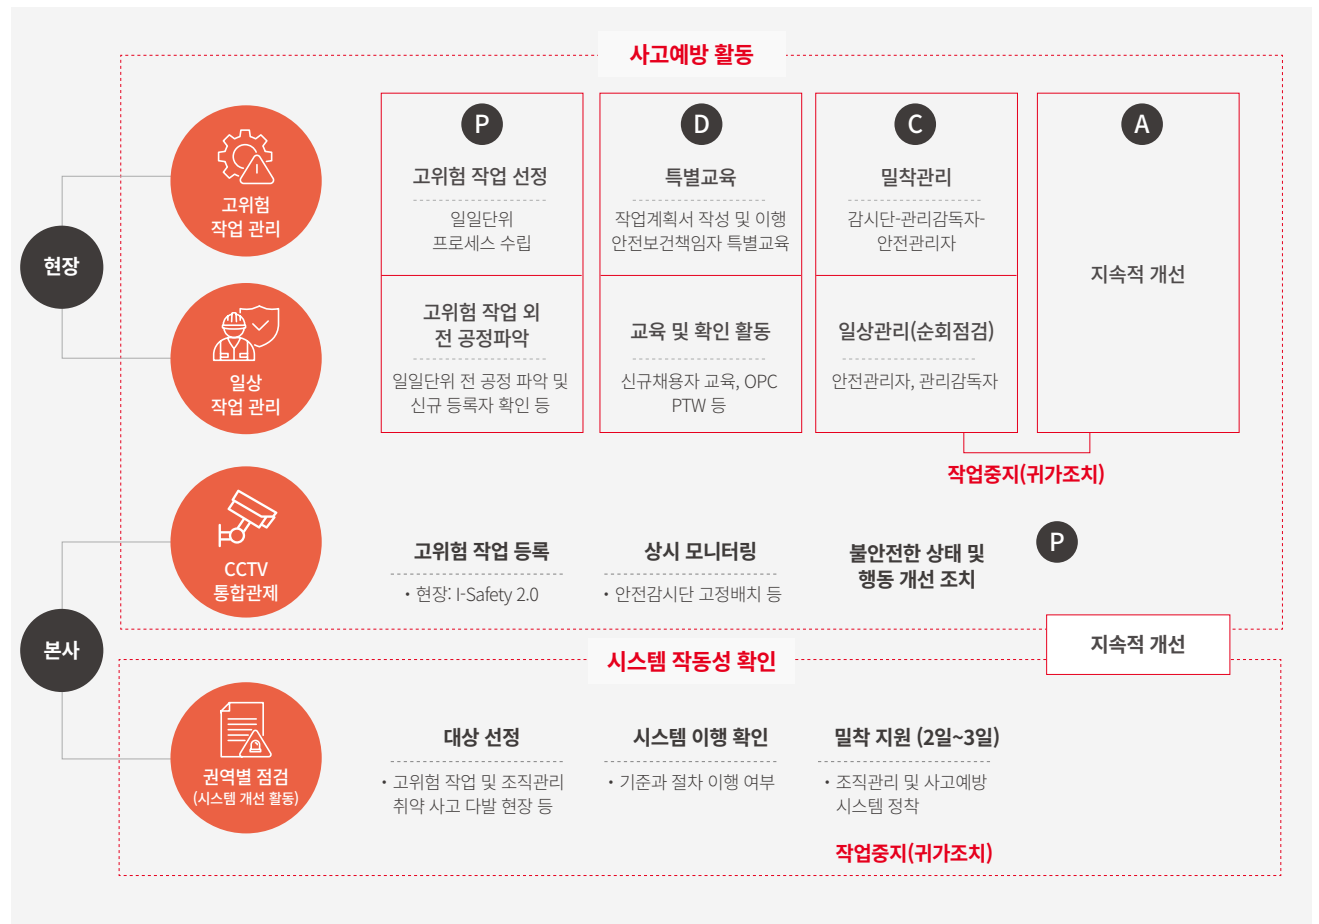 사고예방 활동
현장
고위험
작업 관리
P
고위험 작업 선정
일일단위
프로세스 수립
D
특별교육
작업계획서 작성 및 이행
안전보건책임자 특별교육
C
밀착관리
감시단-관리감독자-
안전관리자
A
지속적 개선
일상
작업 관리
고위험 작업 외
전 공정파악
일일단위 전 공정 파악 및
신규 등록자 확인 등
교육 및 확인 활동
신규채용자 교육, OPC
PTW 등
일상관리(순회점검)
안전관리자, 관리감독자
작업중지(귀가조치)
본사
CCTV
통합관제
고위험 작업 등록
• 현장: I-Safety 2.0
상시 모니터링
• 안전감시단 고정배치 등
불안전한 상태 및
행동 개선 조치
P
지속적 개선
시스템 작동성 확인
권역별 점검
(시스템 개선 활동)
대상 선정
• 고위험 작업 및 조직관리
취약 사고 다발 현장 등
시스템 이행 확인
• 기준과 절차 이행 여부
밀착 지원 (2일~3일)
• 조직관리 및 사고예방
시스템 정착
작업중지(귀가조치)